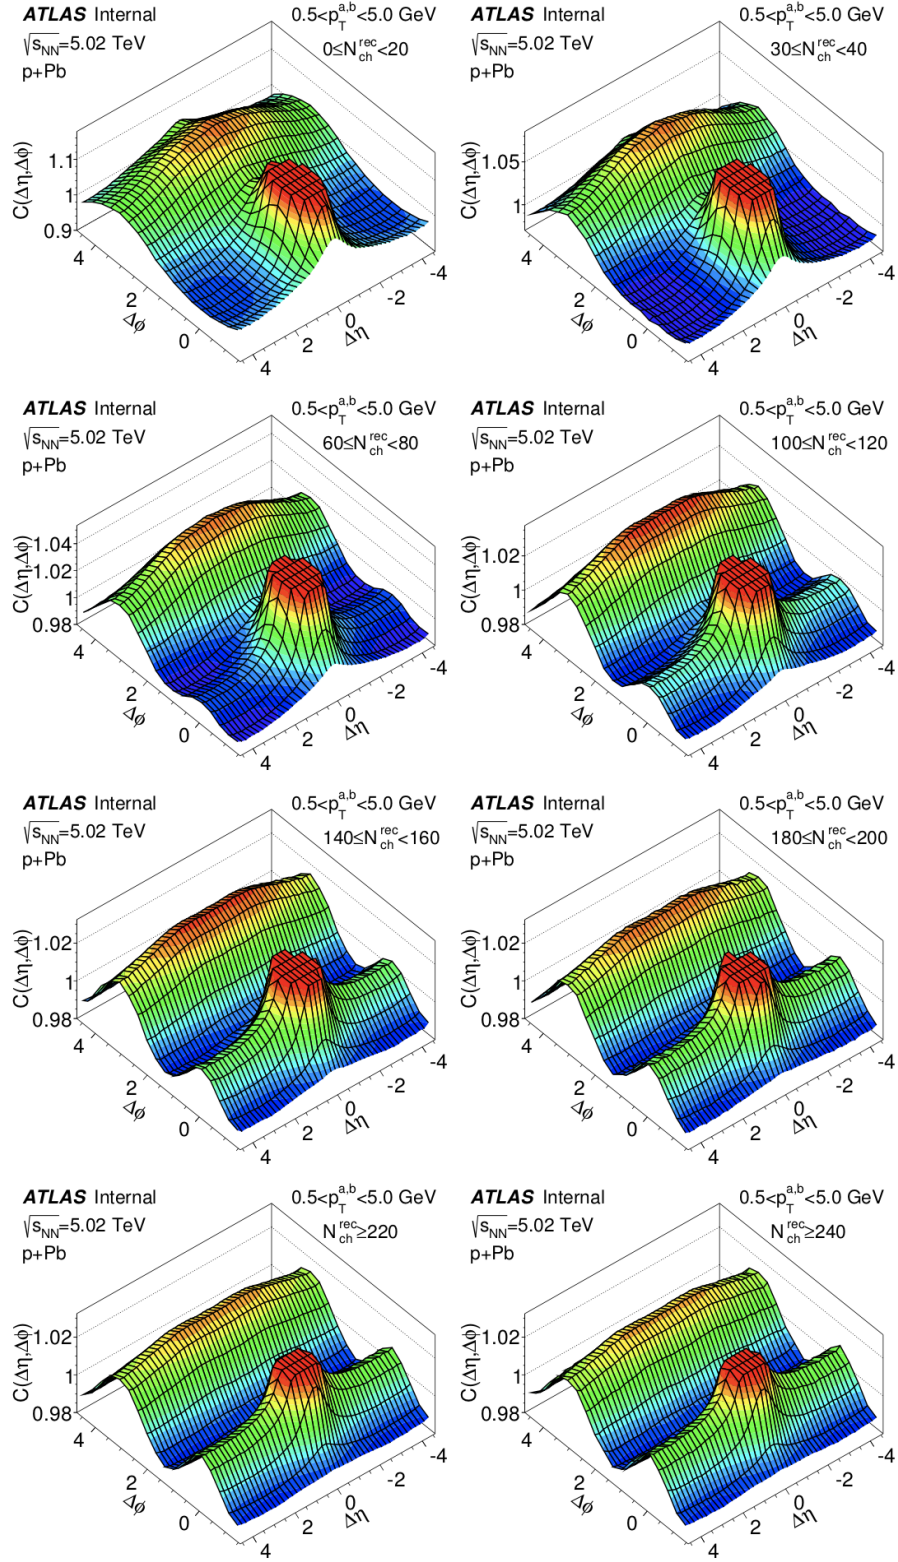 ATLAS Internal 0.5<p_T^{a,b}<5.0 GeV
√s_NN=5.02 TeV 0≤N_ch^rec<20
p+Pb
C(Δη,Δϕ)
1.1
1
0.9
4 2 0
Δϕ
4 2 0 -2 -4
Δη
ATLAS Internal 0.5<p_T^{a,b}<5.0 GeV
√s_NN=5.02 TeV 30≤N_ch^rec<40
p+Pb
C(Δη,Δϕ)
1.05
1
4 2 0
Δϕ
4 2 0 -2 -4
Δη
ATLAS Internal 0.5<p_T^{a,b}<5.0 GeV
√s_NN=5.02 TeV 60≤N_ch^rec<80
p+Pb
C(Δη,Δϕ)
1.04
1.02
1
0.98
4 2 0
Δϕ
4 2 0 -2 -4
Δη
ATLAS Internal 0.5<p_T^{a,b}<5.0 GeV
√s_NN=5.02 TeV 100≤N_ch^rec<120
p+Pb
C(Δη,Δϕ)
1.02
1
0.98
4 2 0
Δϕ
4 2 0 -2 -4
Δη
ATLAS Internal 0.5<p_T^{a,b}<5.0 GeV
√s_NN=5.02 TeV 140≤N_ch^rec<160
p+Pb
C(Δη,Δϕ)
1.02
1
0.98
4 2 0
Δϕ
4 2 0 -2 -4
Δη
ATLAS Internal 0.5<p_T^{a,b}<5.0 GeV
√s_NN=5.02 TeV 180≤N_ch^rec<200
p+Pb
C(Δη,Δϕ)
1.02
1
0.98
4 2 0
Δϕ
4 2 0 -2 -4
Δη
ATLAS Internal 0.5<p_T^{a,b}<5.0 GeV
√s_NN=5.02 TeV N_ch^rec≥220
p+Pb
C(Δη,Δϕ)
1.02
1
0.98
4 2 0
Δϕ
4 2 0 -2 -4
Δη
ATLAS Internal 0.5<p_T^{a,b}<5.0 GeV
√s_NN=5.02 TeV N_ch^rec≥240
p+Pb
C(Δη,Δϕ)
1.02
1
0.98
4 2 0
Δϕ
4 2 0 -2 -4
Δη